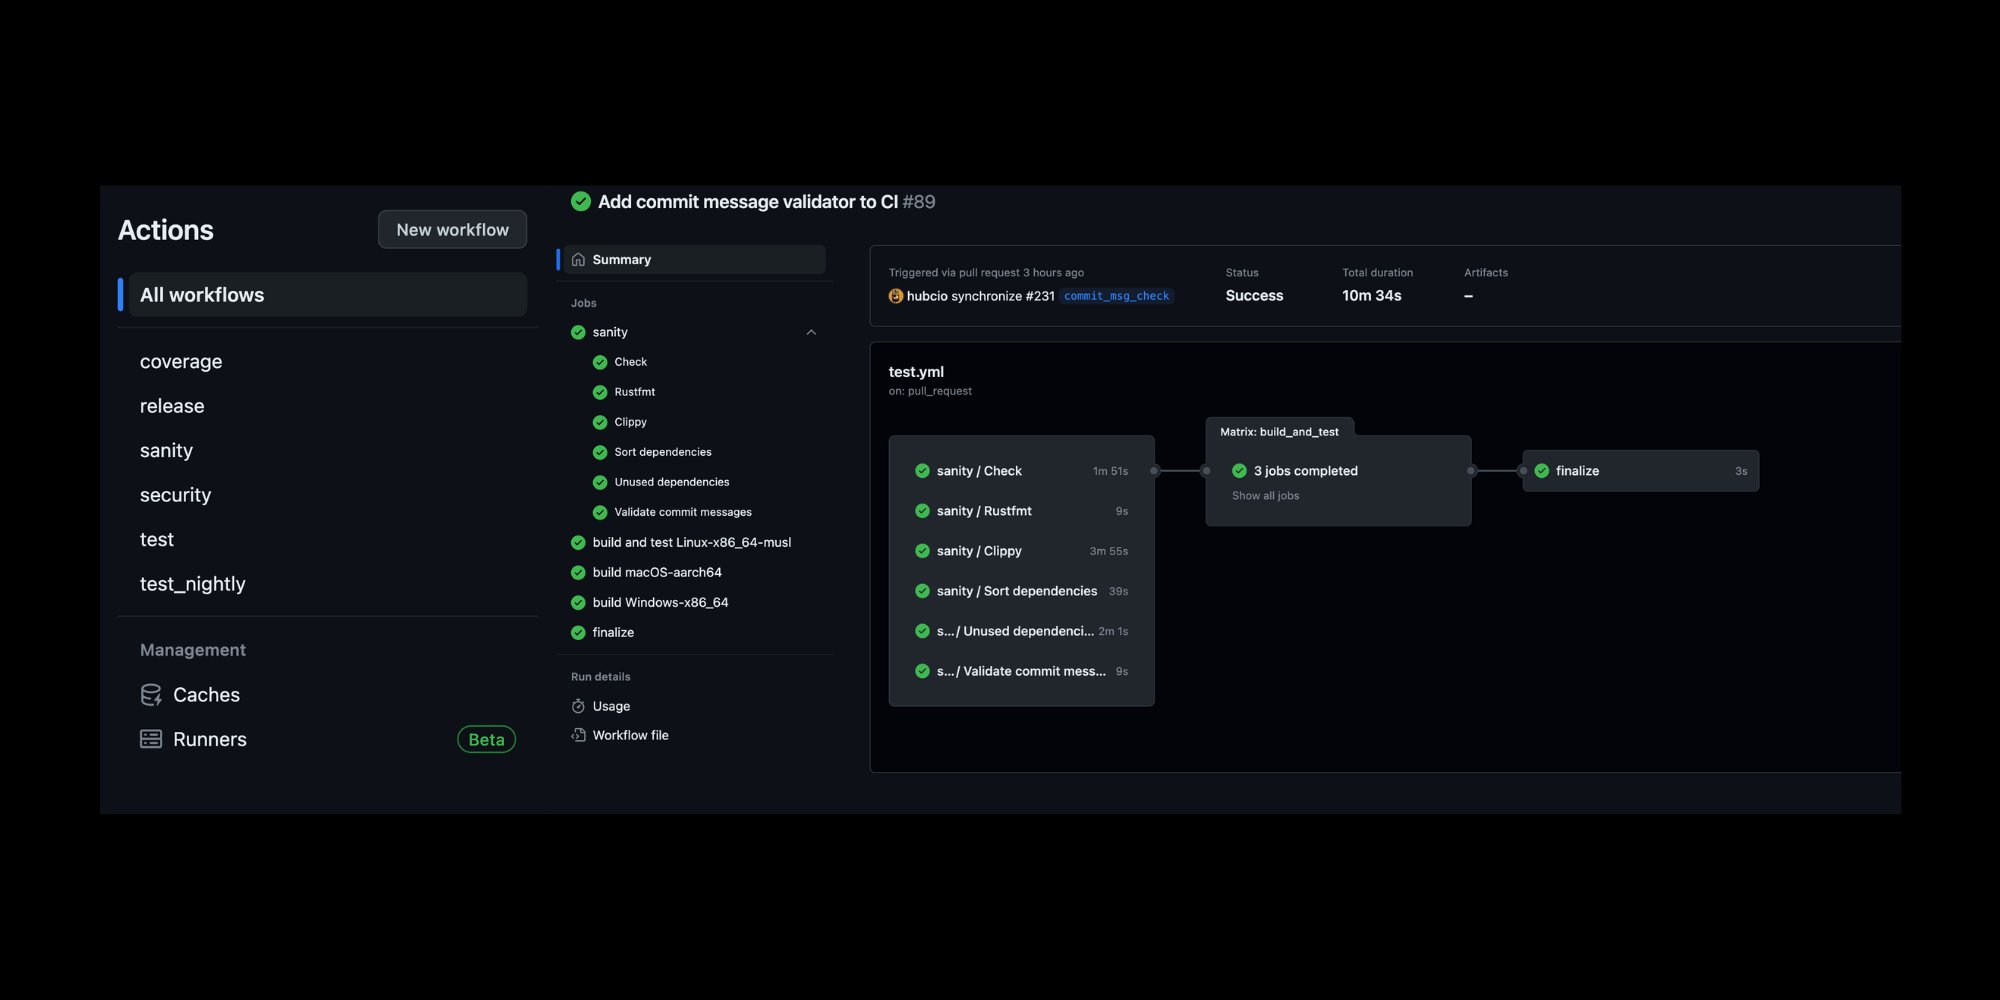 Actions
New workflow
All workflows
coverage
release
sanity
security
test
test_nightly
Management
Caches
Runners
Beta
Add commit message validator to CI #89
Summary
Jobs
sanity
Check
Rustfmt
Clippy
Sort dependencies
Unused dependencies
Validate commit messages
build and test Linux-x86_64-musl
build macOS-aarch64
build Windows-x86_64
finalize
Run details
Usage
Workflow file
Triggered via pull request 3 hours ago
hubcio synchronize #231 commit_msg_check
Status
Success
Total duration
10m 34s
Artifacts
–
test.yml
on: pull_request
sanity / Check 1m 51s
sanity / Rustfmt 9s
sanity / Clippy 3m 55s
sanity / Sort dependencies 39s
s... / Unused dependenci... 2m 1s
s... / Validate commit mess... 9s
Matrix: build_and_test
3 jobs completed
Show all jobs
finalize 3s